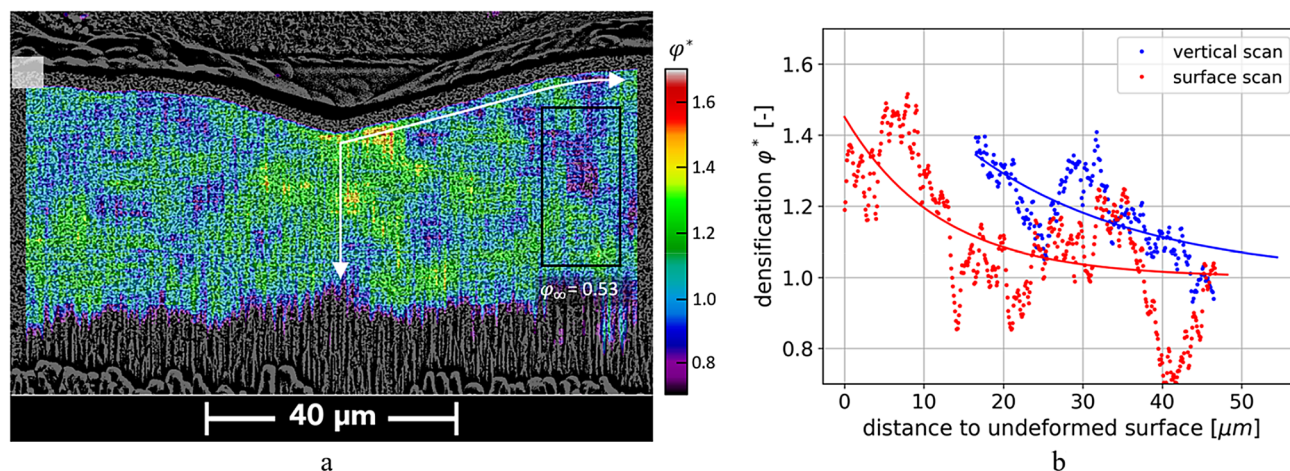 φ*
1.6
1.4
1.2
1.0
0.8
φ∞ = 0.53
40 μm
a
densification φ* [-]
1.6
1.4
1.2
1.0
0.8
vertical scan
surface scan
0 10 20 30 40 50
distance to undeformed surface [μm]
b